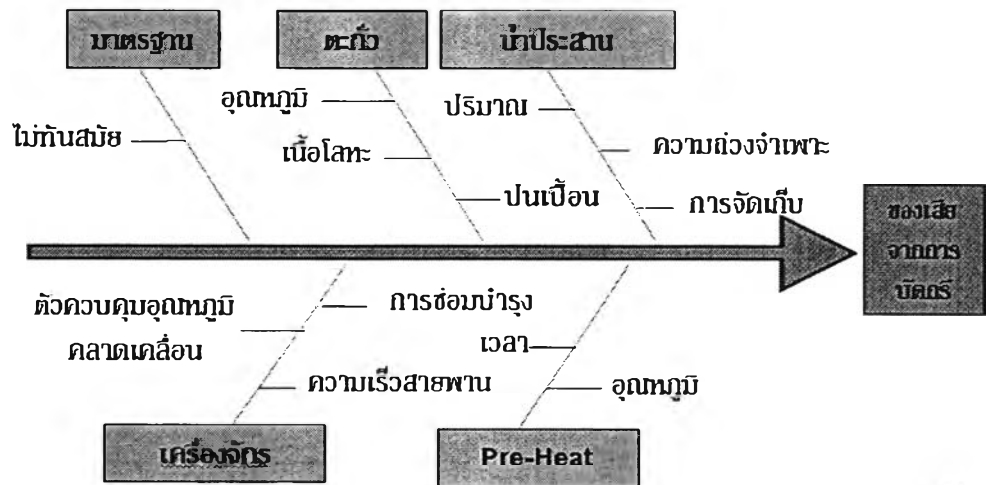 มาตรฐาน
ตะกั่ว
น้ำประสาน
ไม่ทันสมัย
อุณหภูมิ
เนื้อโลหะ
ปนเปื้อน
ปริมาณ
ความถ่วงจำเพาะ
การจัดเก็บ
ของเสีย
จากการ
บัดกรี
ตัวควบคุมอุณหภูมิ
คลาดเคลื่อน
การซ่อมบำรุง
ความเร็วสายพาน
เวลา
อุณหภูมิ
เครื่องจักร
Pre-Heat